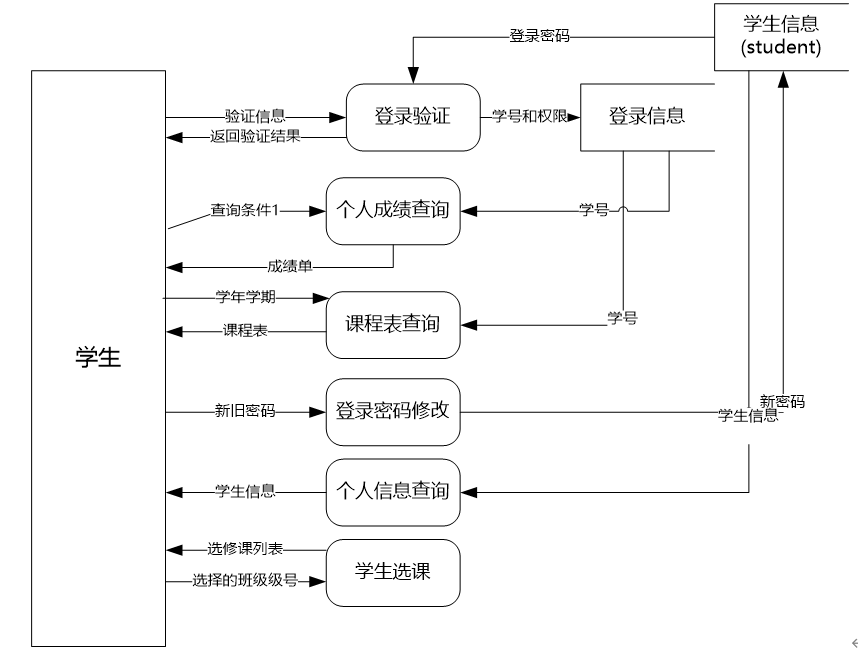 学生信息
(student)
登录密码
验证信息
登录验证
学号和权限
登录信息
返回验证结果
查询条件1
个人成绩查询
学号
成绩单
学年学期
课程表查询
学号
课程表
学生
新旧密码
登录密码修改
新密码
学生信息
学生信息
个人信息查询
选修课列表
学生选课
选择的班级级号